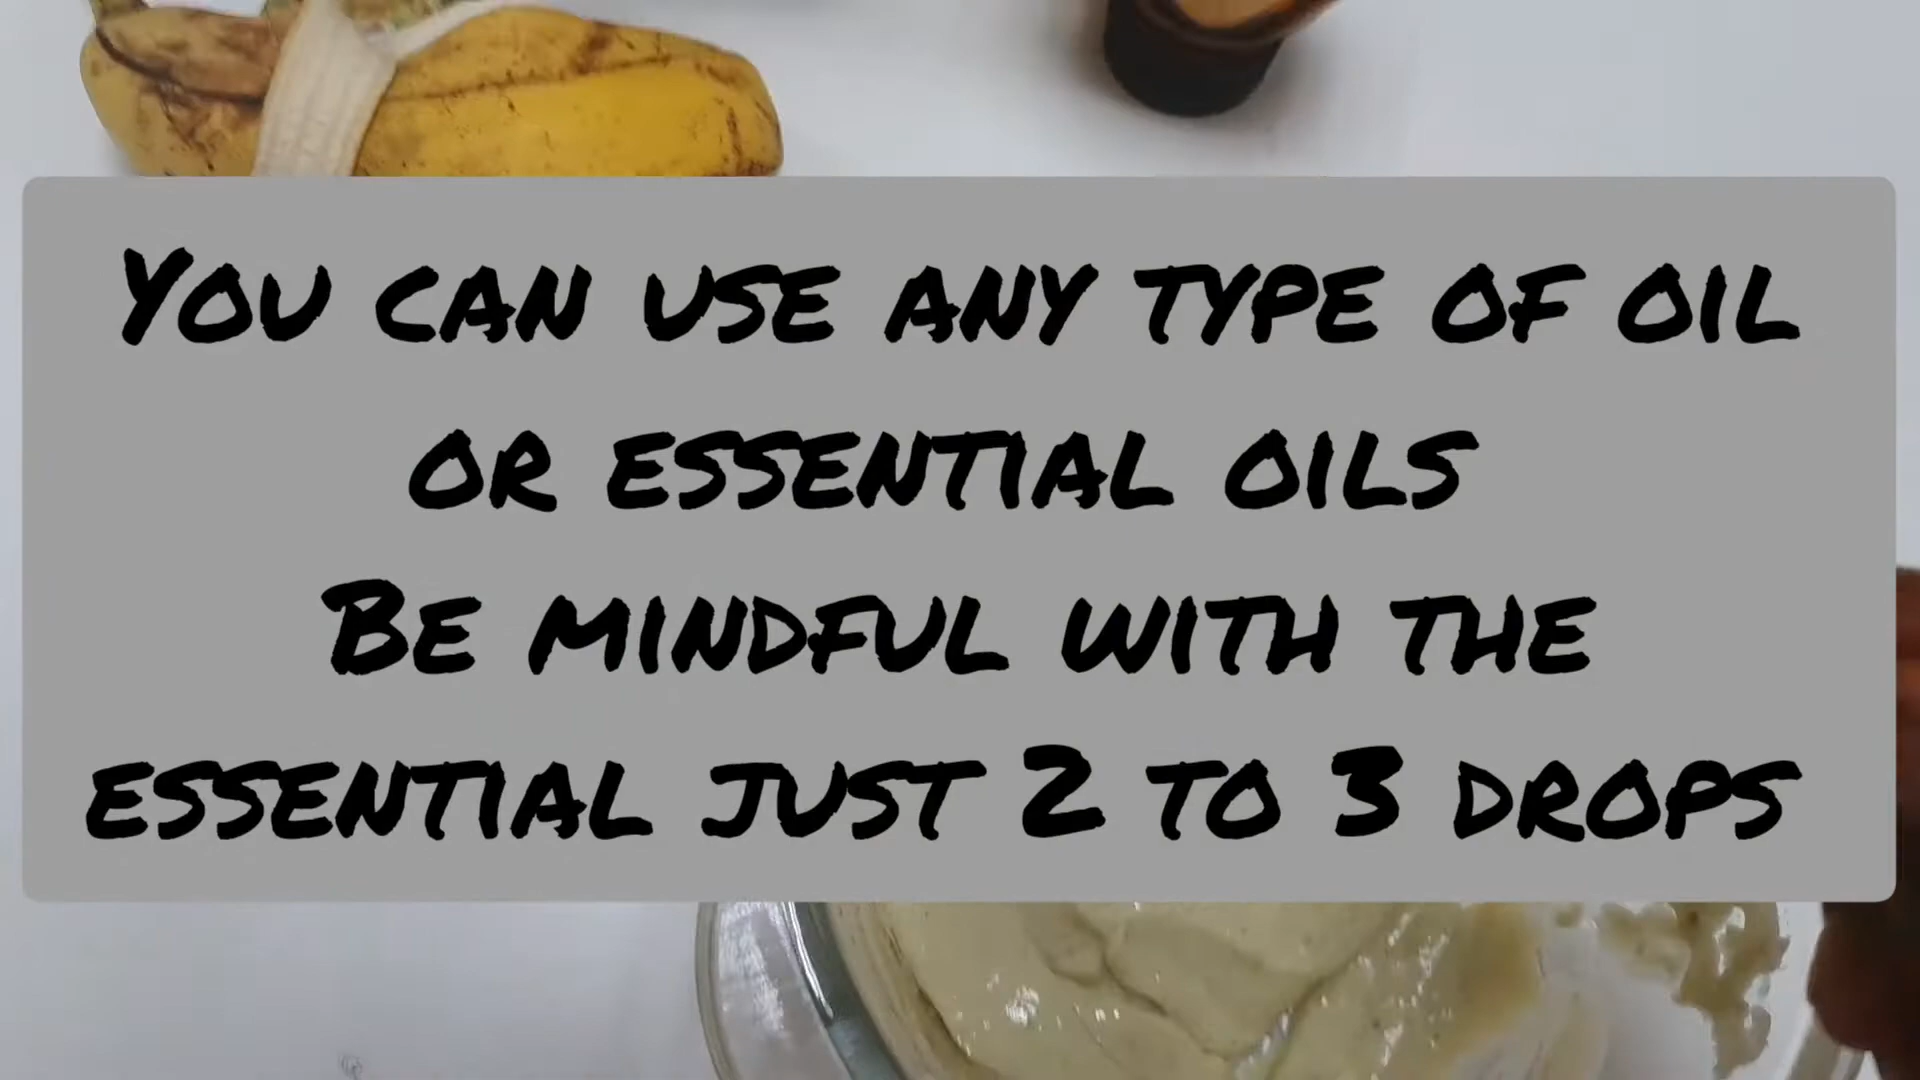 You can use any type of oil
or essential oils
Be mindful with the
essential just 2 to 3 drops